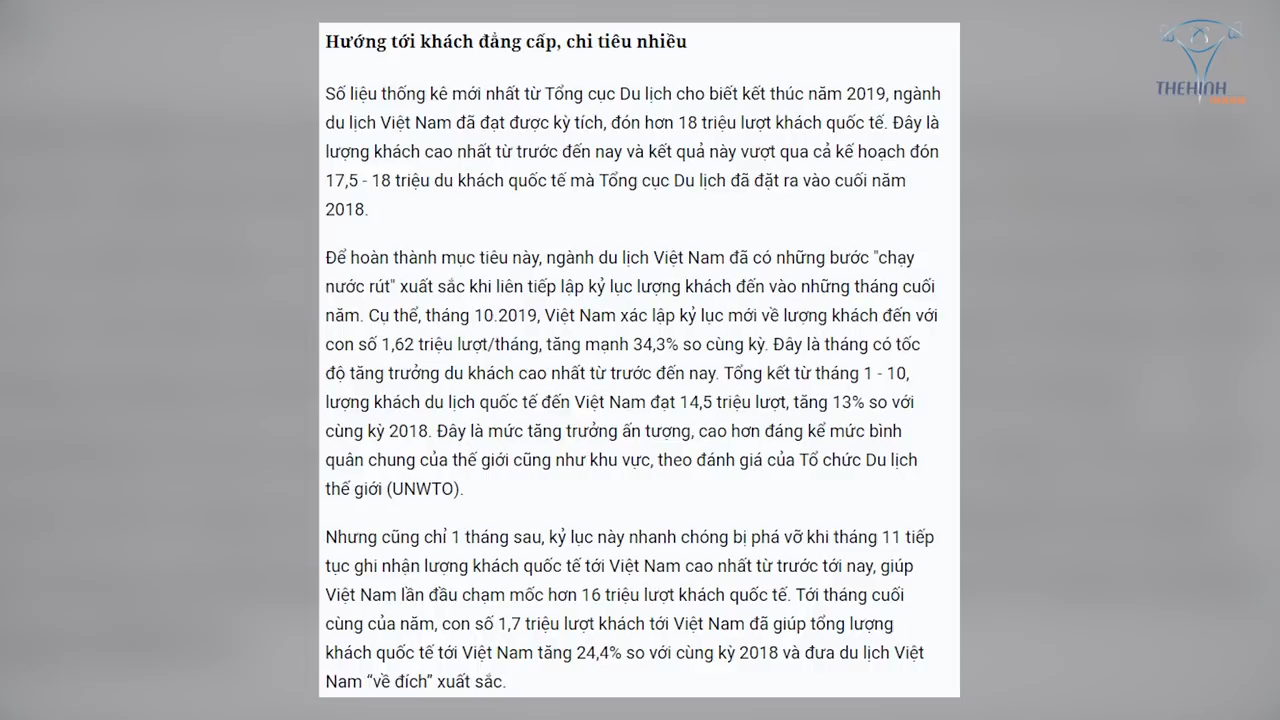 Hướng tới khách đẳng cấp, chi tiêu nhiều
Số liệu thống kê mới nhất từ Tổng cục Du lịch cho biết kết thúc năm 2019, ngành
du lịch Việt Nam đã đạt được kỳ tích, đón hơn 18 triệu lượt khách quốc tế. Đây là
lượng khách cao nhất từ trước đến nay và kết quả này vượt qua cả kế hoạch đón
17,5 - 18 triệu du khách quốc tế mà Tổng cục Du lịch đã đặt ra vào cuối năm
2018.
Để hoàn thành mục tiêu này, ngành du lịch Việt Nam đã có những bước "chạy
nước rút" xuất sắc khi liên tiếp lập kỷ lục lượng khách đến vào những tháng cuối
năm. Cụ thể, tháng 10.2019, Việt Nam xác lập kỷ lục mới về lượng khách đến với
con số 1,62 triệu lượt/tháng, tăng mạnh 34,3% so cùng kỳ. Đây là tháng có tốc
độ tăng trưởng du khách cao nhất từ trước đến nay. Tổng kết từ tháng 1 - 10,
lượng khách du lịch quốc tế đến Việt Nam đạt 14,5 triệu lượt, tăng 13% so với
cùng kỳ 2018. Đây là mức tăng trưởng ấn tượng, cao hơn đáng kể mức bình
quân chung của thế giới cũng như khu vực, theo đánh giá của Tổ chức Du lịch
thế giới (UNWTO).
Nhưng cũng chỉ 1 tháng sau, kỷ lục này nhanh chóng bị phá vỡ khi tháng 11 tiếp
tục ghi nhận lượng khách quốc tế tới Việt Nam cao nhất từ trước tới nay, giúp
Việt Nam lần đầu chạm mốc hơn 16 triệu lượt khách quốc tế. Tới tháng cuối
cùng của năm, con số 1,7 triệu lượt khách tới Việt Nam đã giúp tổng lượng
khách quốc tế tới Việt Nam tăng 24,4% so với cùng kỳ 2018 và đưa du lịch Việt
Nam “về đích” xuất sắc.
THEHINH